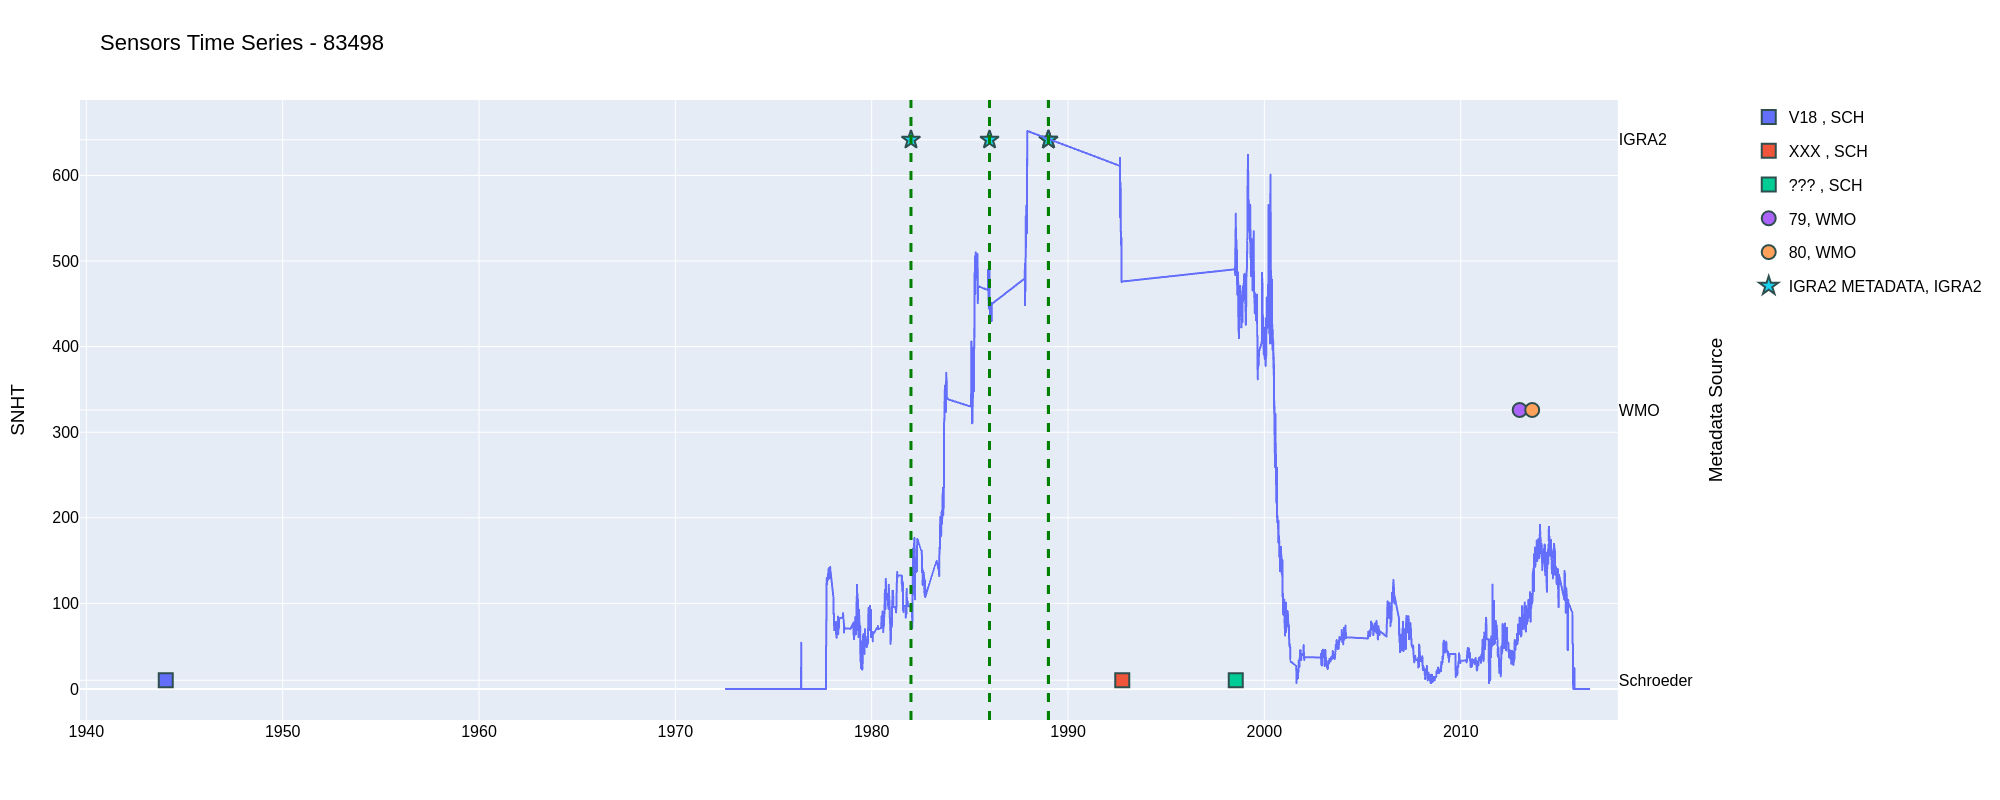 Sensors Time Series - 83498
SNHT
600
500
400
300
200
100
0
1940
1950
1960
1970
1980
1990
2000
2010
IGRA2
WMO
Schroeder
Metadata Source
V18 , SCH
XXX , SCH
??? , SCH
79, WMO
80, WMO
IGRA2 METADATA, IGRA2